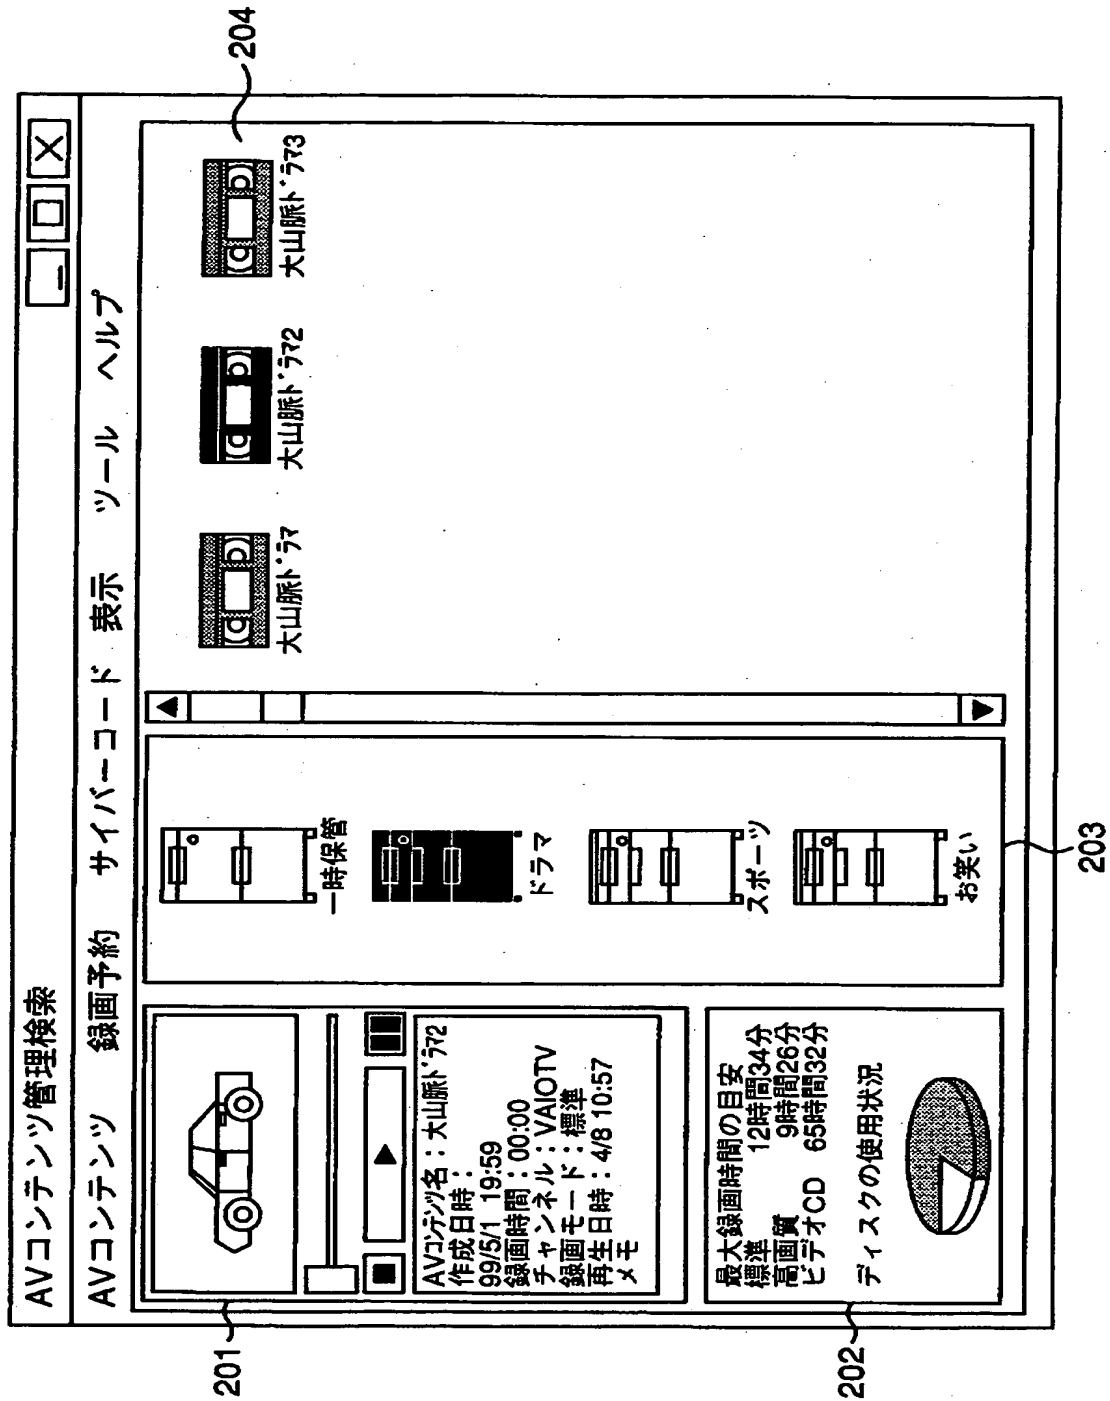 AVコンテンツ管理検索
AVコンテンツ 録画予約 サイバーコード 表示 ツール ヘルプ
204
大山脈ドラマ
大山脈ドラマ2
大山脈ドラマ3
201
AVコンテンツ名：大山脈ドラマ2
作成日時：
99/5/1 19:59
録画時間：00:00
チャンネル：VAIOTV
録画モード：標準
再生日時：4/8 10:57
メモ
一時保管
ドラマ
スポーツ
お笑い
202
最大録画時間の目安
標準 12時間34分
高画質 9時間26分
ビデオCD 65時間32分
ディスクの使用状況
203